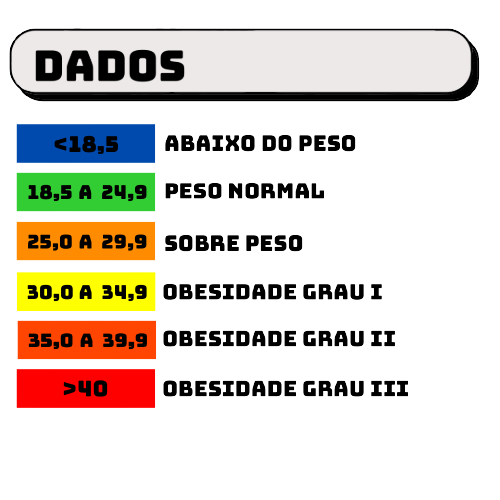 DADOS
<18,5 ABAIXO DO PESO
18,5 A 24,9 PESO NORMAL
25,0 A 29,9 SOBRE PESO
30,0 A 34,9 OBESIDADE GRAU I
35,0 A 39,9 OBESIDADE GRAU II
>40 OBESIDADE GRAU III